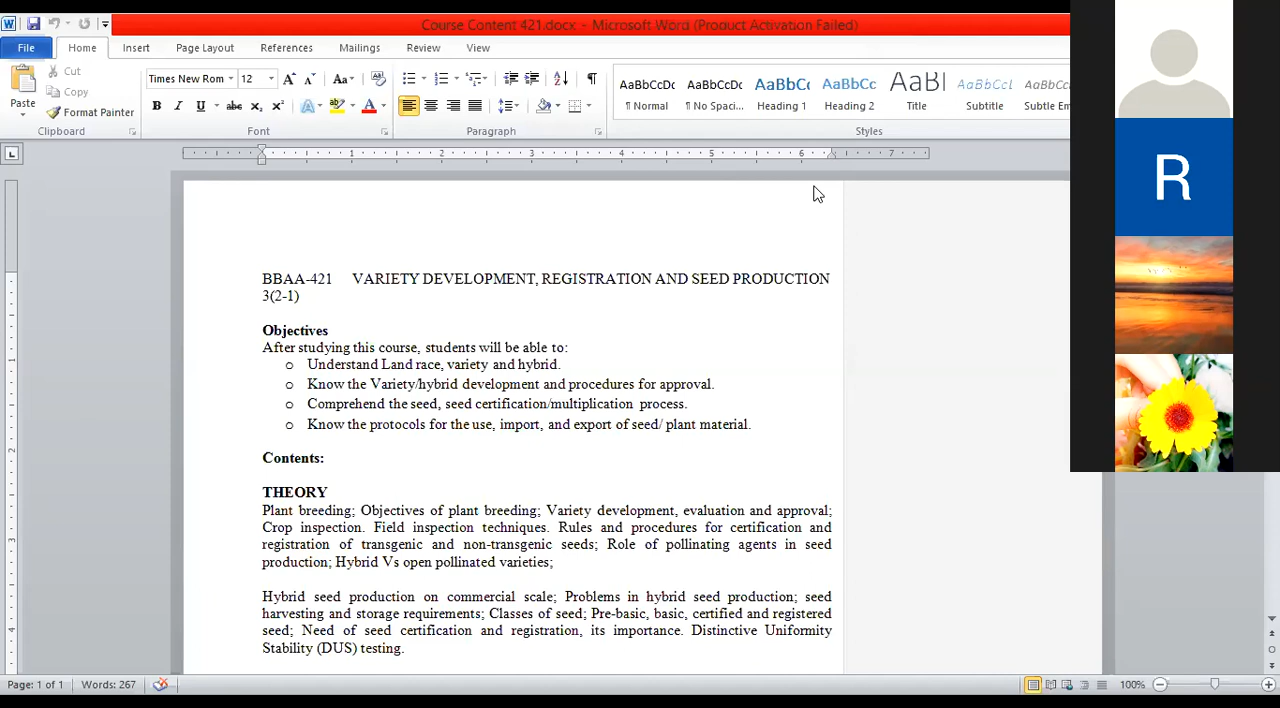 Course Content 421.docx - Microsoft Word (Product Activation Failed)
File Home Insert Page Layout References Mailings Review View
Cut
Copy
Paste Format Painter
Clipboard
Times New Rom 12
Font
Paragraph
AaBbCcDc AaBbCcDc AaBbCc AaBbCc AaBl AaBbCcL AaBbCcDc
¶ Normal ¶ No Spaci... Heading 1 Heading 2 Title Subtitle Subtle Em
Styles
1 2 3 4 5 6 7
R
BBAA-421 VARIETY DEVELOPMENT, REGISTRATION AND SEED PRODUCTION
3(2-1)
Objectives
After studying this course, students will be able to:
o Understand Land race, variety and hybrid.
o Know the Variety/hybrid development and procedures for approval.
o Comprehend the seed, seed certification/multiplication process.
o Know the protocols for the use, import, and export of seed/ plant material.
Contents:
THEORY
Plant breeding; Objectives of plant breeding; Variety development, evaluation and approval;
Crop inspection. Field inspection techniques. Rules and procedures for certification and
registration of transgenic and non-transgenic seeds; Role of pollinating agents in seed
production; Hybrid Vs open pollinated varieties;
Hybrid seed production on commercial scale; Problems in hybrid seed production; seed
harvesting and storage requirements; Classes of seed; Pre-basic, basic, certified and registered
seed; Need of seed certification and registration, its importance. Distinctive Uniformity
Stability (DUS) testing.
Page: 1 of 1 Words: 267 100%